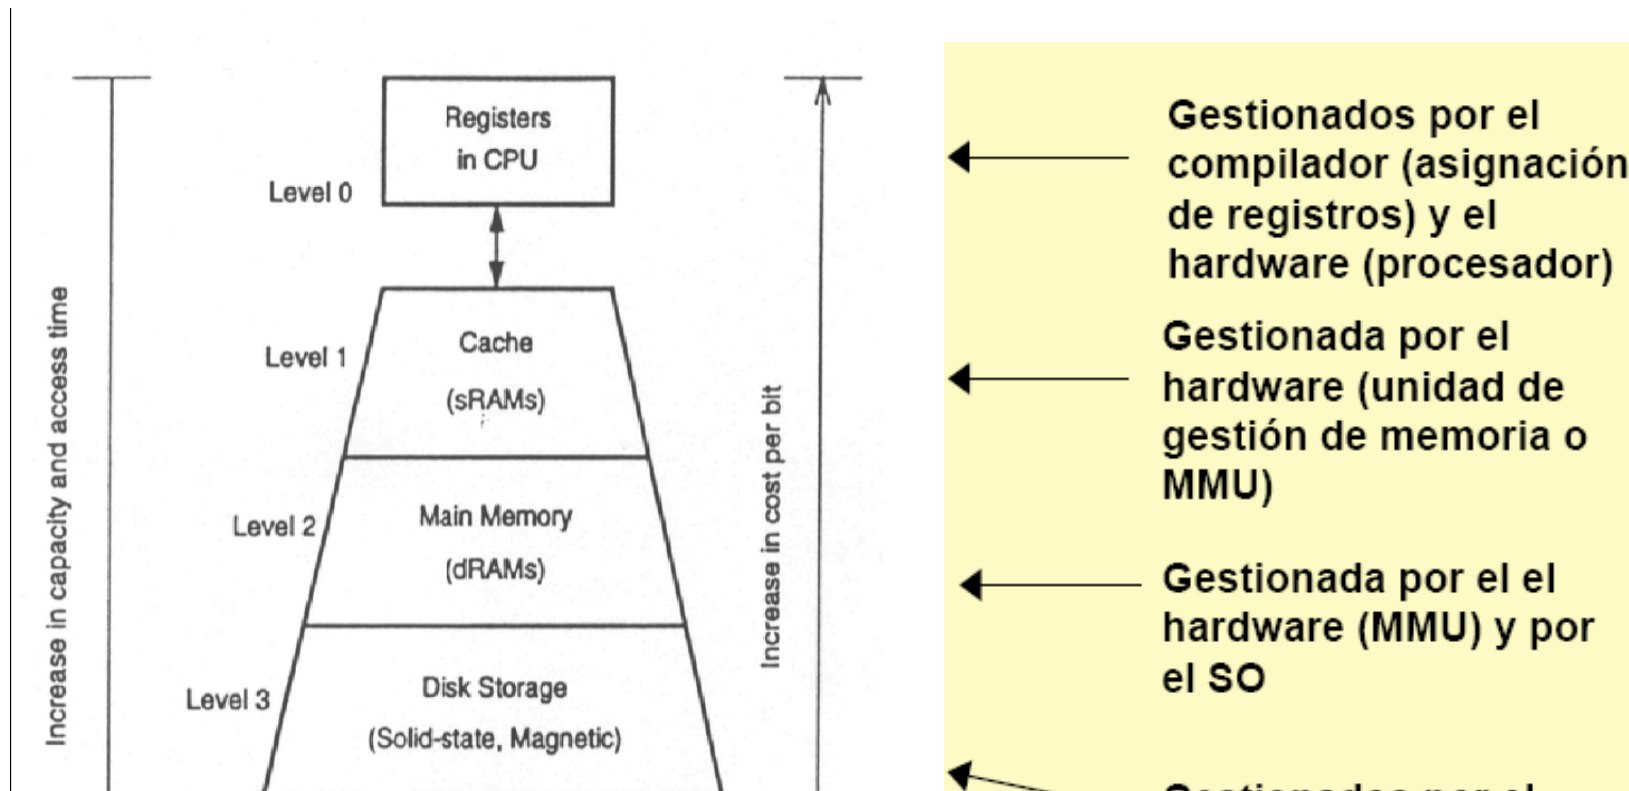 Registers
in CPU
Level 0
Cache
(sRAMs)
Level 1
Main Memory
(dRAMs)
Level 2
Disk Storage
(Solid-state, Magnetic)
Level 3
Increase in capacity and access time
Increase in cost per bit
Gestionados por el
compilador (asignación
de registros) y el
hardware (procesador)
Gestionada por el
hardware (unidad de
gestión de memoria o
MMU)
Gestionada por el el
hardware (MMU) y por
el SO
Gestionados por el